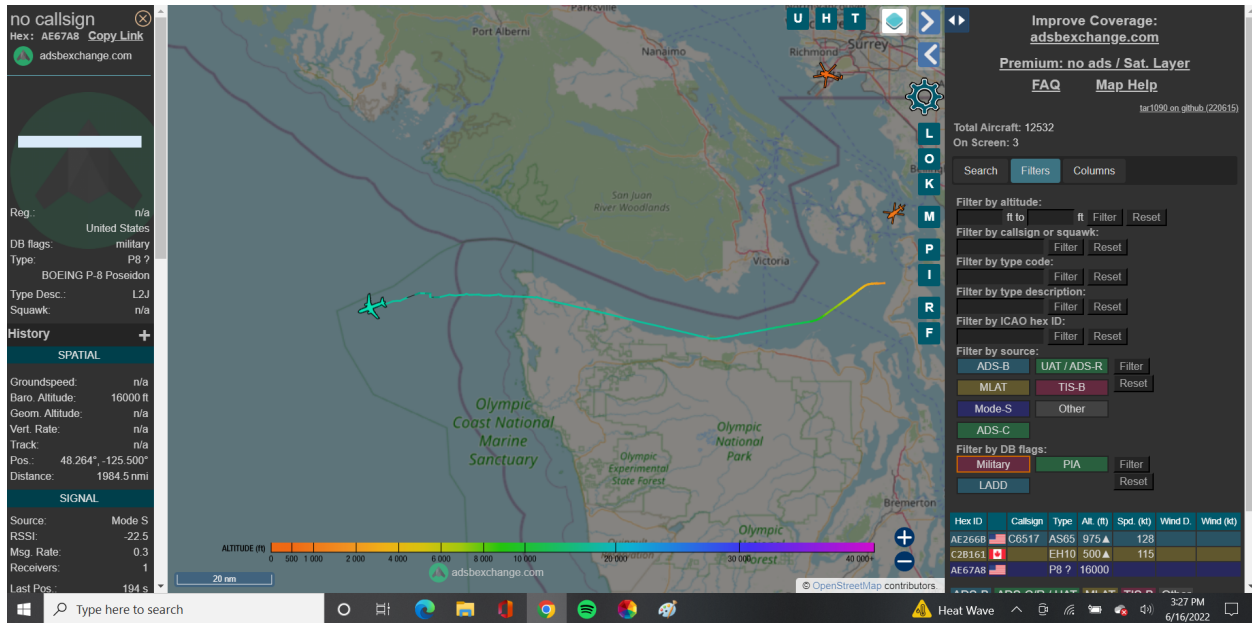 no callsign
Hex: AE67A8 Copy Link
adsbexchange.com
Reg.: n/a
United States
DB flags: military
Type: P8 ?
BOEING P-8 Poseidon
Type Desc.: L2J
Squawk: n/a
History +
SPATIAL
Groundspeed: n/a
Baro. Altitude: 16000 ft
Geom. Altitude: n/a
Vert. Rate: n/a
Track: n/a
Pos.: 48.264°, -125.500°
Distance: 1984.5 nmi
SIGNAL
Source: Mode S
RSSI: -22.5
Msg. Rate: 0.3
Receivers: 1
Last Pos.: 194 s
Parksville
Port Alberni
Nanaimo
Richmond
Surrey
San Juan
River Woodlands
Victoria
Olympic
Coast National
Marine
Sanctuary
Olympic
National
Park
Olympic
Experimental
State Forest
Bremerton
Olympic
U H T
L
O
K
M
P
I
R
F
ALTITUDE (ft) 0 500 1 000 2 000 4 000 6 000 8 000 10 000 20 000 30 000 40 000+
adsbexchange.com
20 nm
© OpenStreetMap contributors.
Improve Coverage:
adsbexchange.com
Premium: no ads / Sat. Layer
FAQ Map Help
tar1090 on github (220615)
Total Aircraft: 12532
On Screen: 3
Search Filters Columns
Filter by altitude:
ft to ft Filter Reset
Filter by callsign or squawk:
Filter Reset
Filter by type code:
Filter Reset
Filter by type description:
Filter Reset
Filter by ICAO hex ID:
Filter Reset
Filter by source:
ADS-B UAT / ADS-R Filter
MLAT TIS-B Reset
Mode-S Other
ADS-C
Filter by DB flags:
Military PIA Filter
LADD Reset
Hex ID Callsign Type Alt. (ft) Spd. (kt) Wind D. Wind (kt)
AE266B C6517 AS65 975▲ 128
C2B161 EH10 500▲ 115
AE67A8 P8 ? 16000
Type here to search
Heat Wave
3:27 PM
6/16/2022